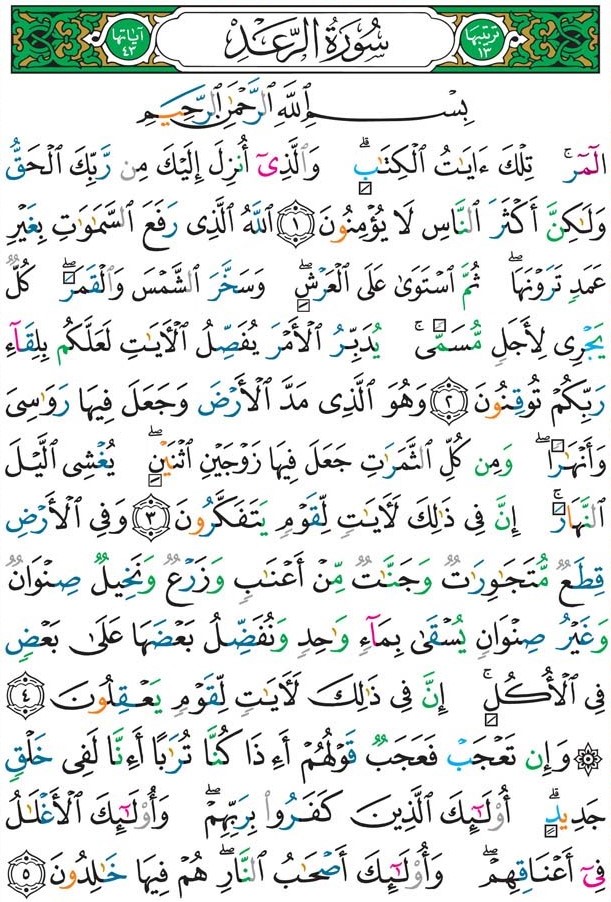 ترتيبها ١٣ سُورَةُ الرَّعْدِ آياتها ٤٣
بِسْمِ ٱللَّهِ ٱلرَّحْمَٰنِ ٱلرَّحِيمِ
الٓمٓرۚ تِلْكَ ءَايَٰتُ ٱلْكِتَٰبِۗ وَٱلَّذِىٓ أُنزِلَ إِلَيْكَ مِن رَّبِّكَ ٱلْحَقُّ
وَلَٰكِنَّ أَكْثَرَ ٱلنَّاسِ لَا يُؤْمِنُونَ ١ ٱللَّهُ ٱلَّذِى رَفَعَ ٱلسَّمَٰوَٰتِ بِغَيْرِ
عَمَدٍ تَرَوْنَهَاۖ ثُمَّ ٱسْتَوَىٰ عَلَى ٱلْعَرْشِۖ وَسَخَّرَ ٱلشَّمْسَ وَٱلْقَمَرَۖ كُلٌّ
يَجْرِى لِأَجَلٍ مُّسَمًّىۚ يُدَبِّرُ ٱلْأَمْرَ يُفَصِّلُ ٱلْآيَٰتِ لَعَلَّكُم بِلِقَآءِ
رَبِّكُمْ تُوقِنُونَ ٢ وَهُوَ ٱلَّذِى مَدَّ ٱلْأَرْضَ وَجَعَلَ فِيهَا رَوَٰسِىَ
وَأَنْهَٰرًاۖ وَمِن كُلِّ ٱلثَّمَرَٰتِ جَعَلَ فِيهَا زَوْجَيْنِ ٱثْنَيْنِۖ يُغْشِى ٱلَّيْلَ
ٱلنَّهَارَۚ إِنَّ فِى ذَٰلِكَ لَآيَٰتٍ لِّقَوْمٍ يَتَفَكَّرُونَ ٣ وَفِى ٱلْأَرْضِ
قِطَعٌ مُّتَجَٰوِرَٰتٌ وَجَنَّٰتٌ مِّنْ أَعْنَٰبٍ وَزَرْعٌ وَنَخِيلٌ صِنْوَانٌ
وَغَيْرُ صِنْوَانٍ يُسْقَىٰ بِمَآءٍ وَٰحِدٍ وَنُفَضِّلُ بَعْضَهَا عَلَىٰ بَعْضٍ
فِى ٱلْأُكُلِۚ إِنَّ فِى ذَٰلِكَ لَآيَٰتٍ لِّقَوْمٍ يَعْقِلُونَ ٤
۞ وَإِن تَعْجَبْ فَعَجَبٌ قَوْلُهُمْ أَءِذَا كُنَّا تُرَٰبًا أَءِنَّا لَفِى خَلْقٍ
جَدِيدٍۗ أُو۟لَٰٓئِكَ ٱلَّذِينَ كَفَرُوا۟ بِرَبِّهِمْۖ وَأُو۟لَٰٓئِكَ ٱلْأَغْلَٰلُ
فِىٓ أَعْنَاقِهِمْۖ وَأُو۟لَٰٓئِكَ أَصْحَٰبُ ٱلنَّارِۖ هُمْ فِيهَا خَٰلِدُونَ ٥